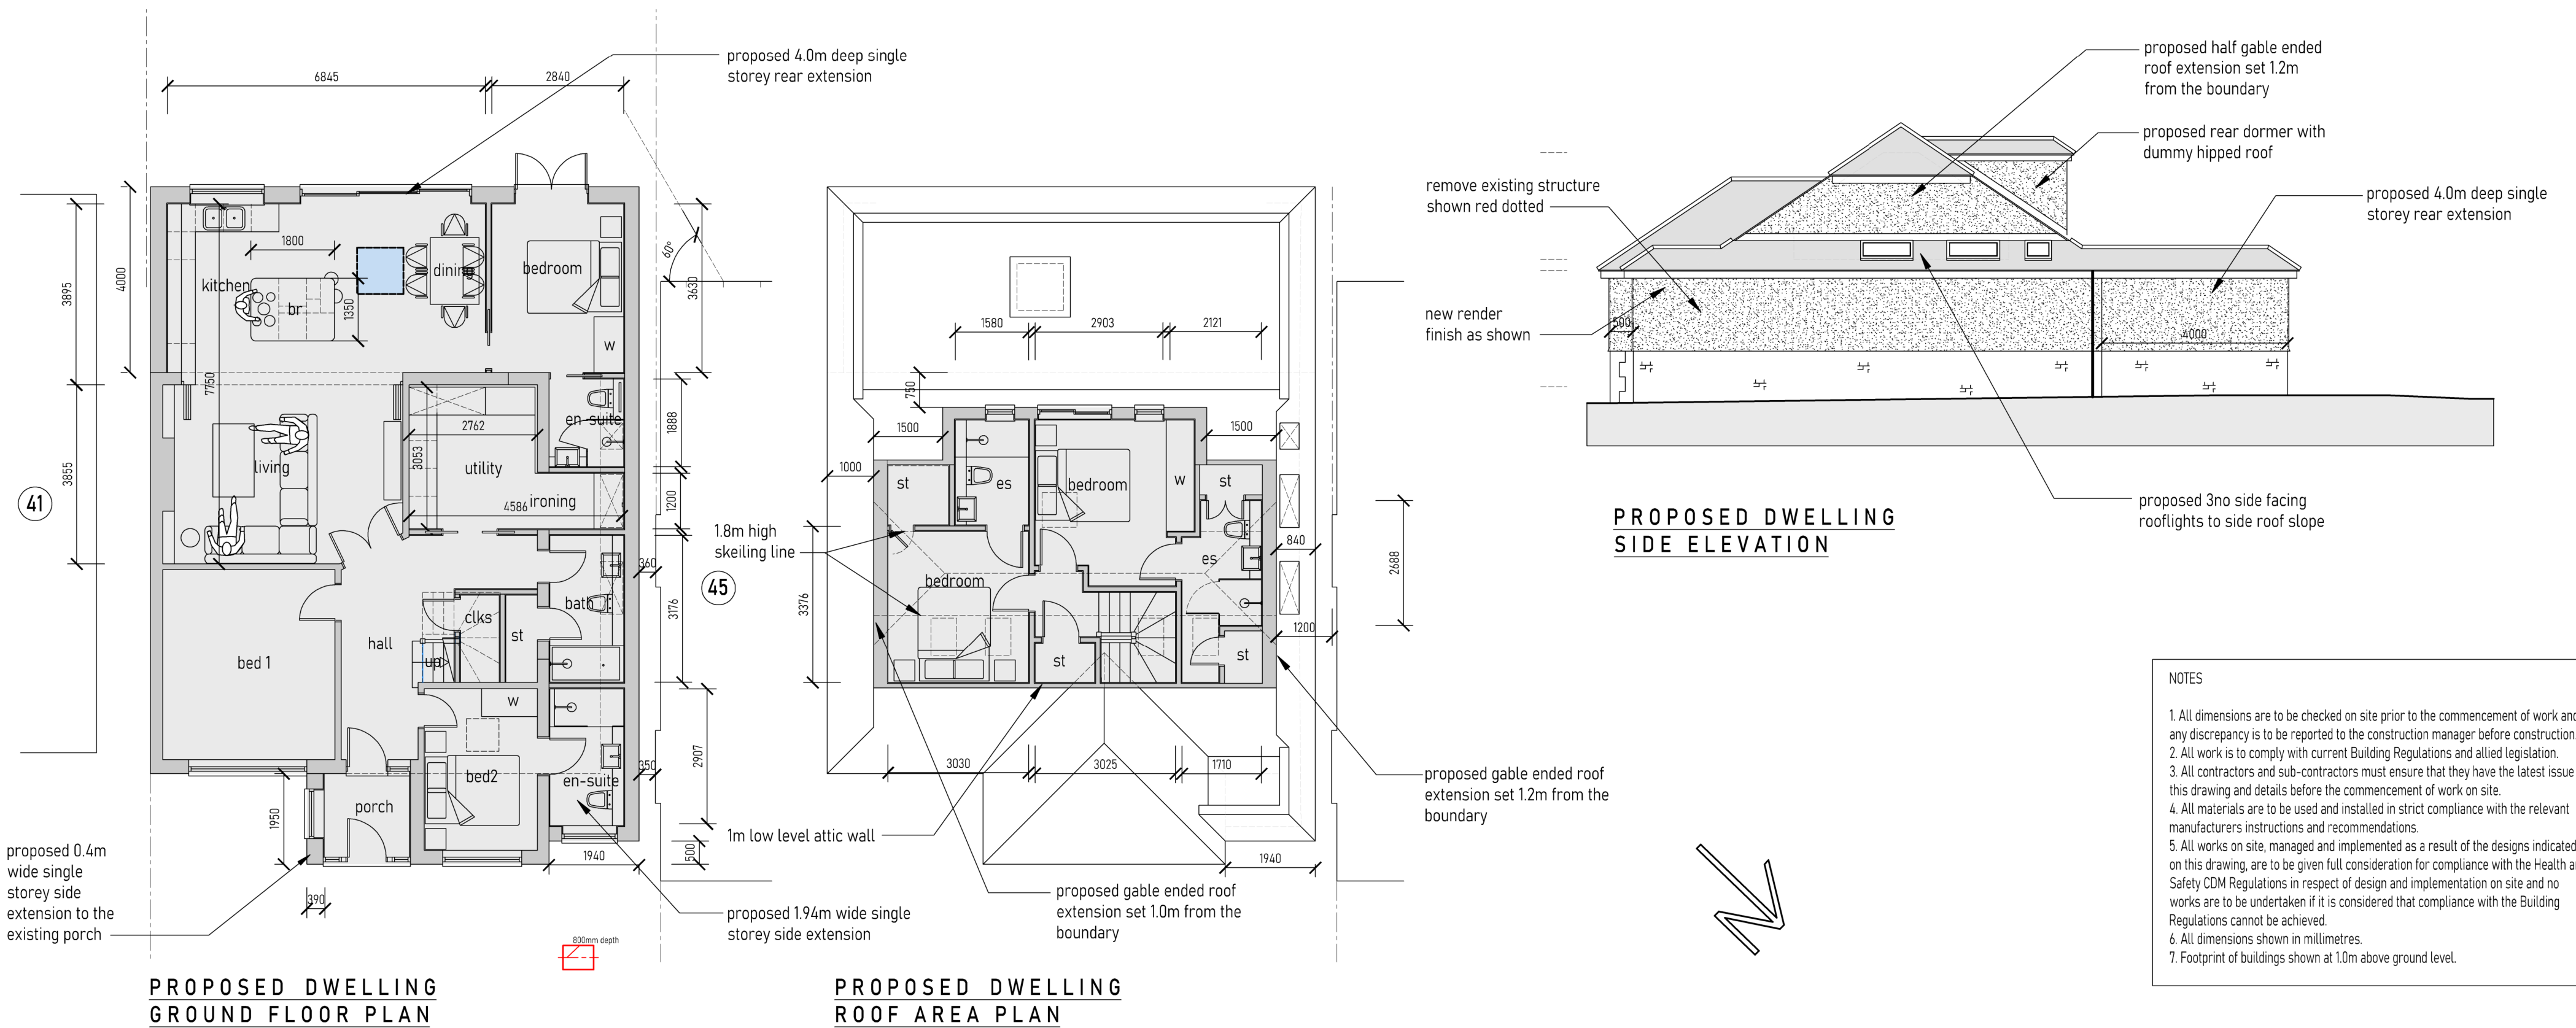 6845
2840
proposed 4.0m deep single
storey rear extension
4000
3895
3855
7750
1800
1350
kitchen
br
dining
bedroom
w
60°
3630
en-suite
1888
2762
3053
utility
ironing
4586
1200
living
41
45
360
3176
bath
clks
st
hall
up
bed 1
w
bed2
en-suite
350
2907
porch
1950
500
1940
390
proposed 0.4m
wide single
storey side
extension to the
existing porch
proposed 1.94m wide single
storey side extension
800mm depth
PROPOSED DWELLING
GROUND FLOOR PLAN
1580
2903
2121
750
1500
1500
1000
st
es
bedroom
w
st
1.8m high
skeiling line
840
2688
es
bedroom
3376
1200
st
st
3030
3025
1710
1m low level attic wall
1940
proposed gable ended roof
extension set 1.0m from the
boundary
proposed gable ended roof
extension set 1.2m from the
boundary
PROPOSED DWELLING
ROOF AREA PLAN
proposed half gable ended
roof extension set 1.2m
from the boundary
proposed rear dormer with
dummy hipped roof
remove existing structure
shown red dotted
proposed 4.0m deep single
storey rear extension
new render
finish as shown
500
4000
proposed 3no side facing
rooflights to side roof slope
PROPOSED DWELLING
SIDE ELEVATION
NOTES
1. All dimensions are to be checked on site prior to the commencement of work and
any discrepancy is to be reported to the construction manager before construction.
2. All work is to comply with current Building Regulations and allied legislation.
3. All contractors and sub-contractors must ensure that they have the latest issue
this drawing and details before the commencement of work on site.
4. All materials are to be used and installed in strict compliance with the relevant
manufacturers instructions and recommendations.
5. All works on site, managed and implemented as a result of the designs indicated
on this drawing, are to be given full consideration for compliance with the Health a
Safety CDM Regulations in respect of design and implementation on site and no
works are to be undertaken if it is considered that compliance with the Building
Regulations cannot be achieved.
6. All dimensions shown in millimetres.
7. Footprint of buildings shown at 1.0m above ground level.